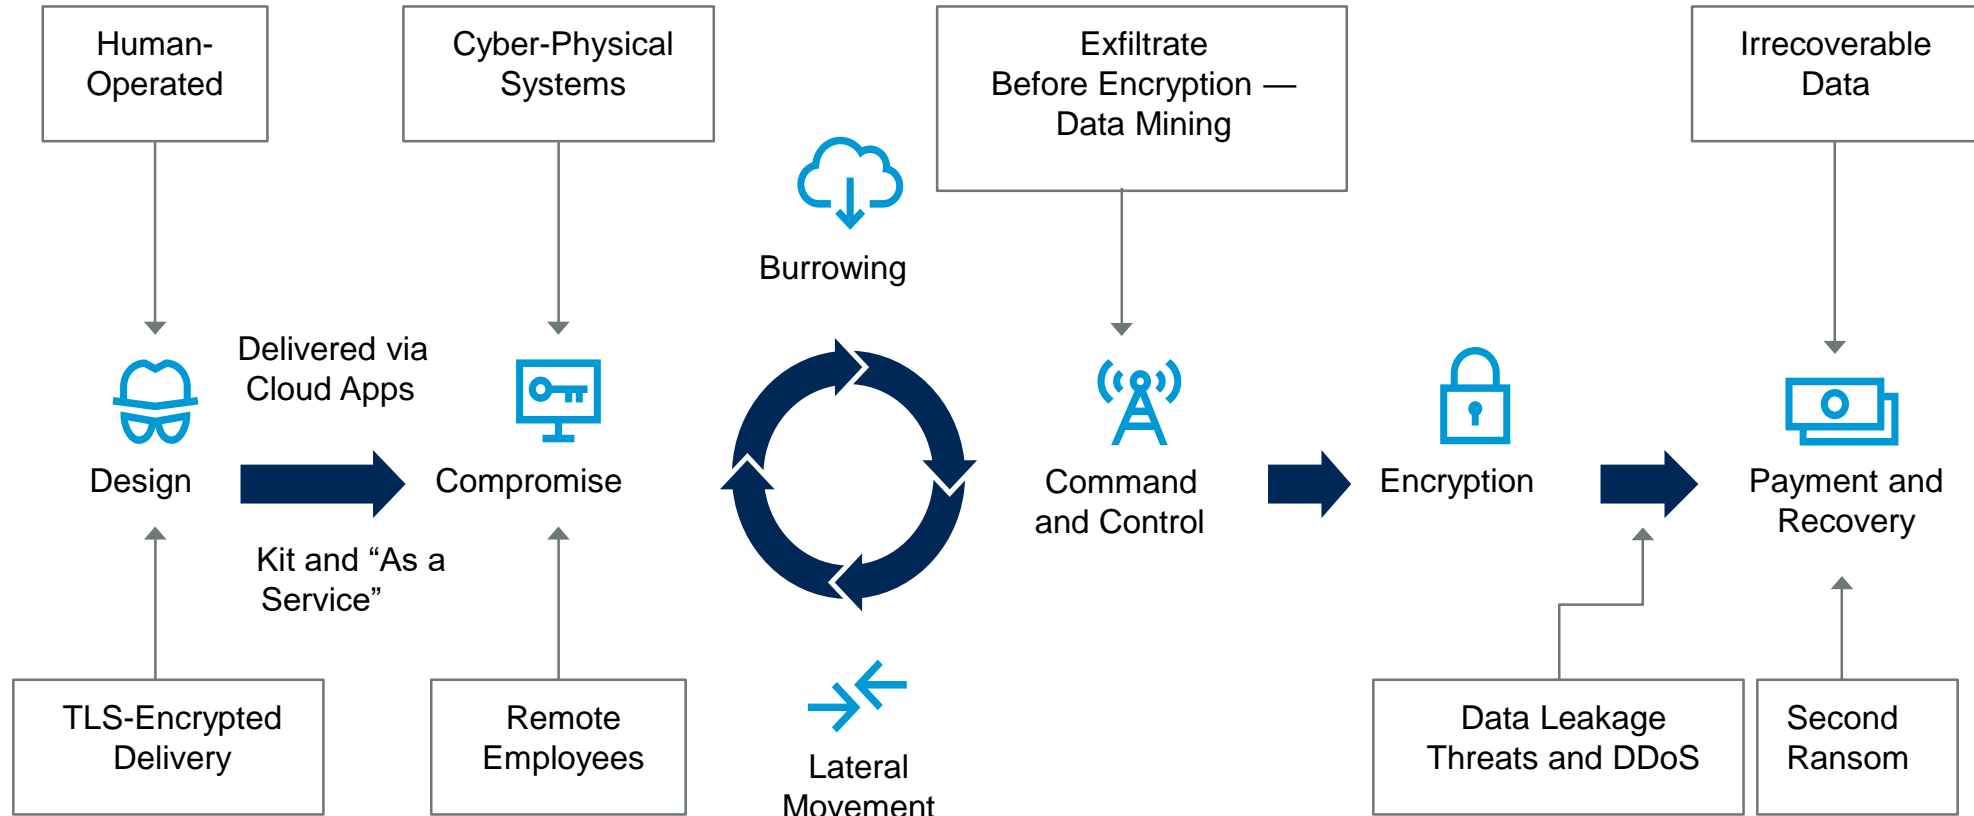 Human-
Operated
Cyber-Physical
Systems
Exfiltrate
Before Encryption —
Data Mining
Irrecoverable
Data
Burrowing
Delivered via
Cloud Apps
Design
Compromise
Command
and Control
Encryption
Payment and
Recovery
Kit and “As a
Service”
TLS-Encrypted
Delivery
Remote
Employees
Lateral
Movement
Data Leakage
Threats and DDoS
Second
Ransom